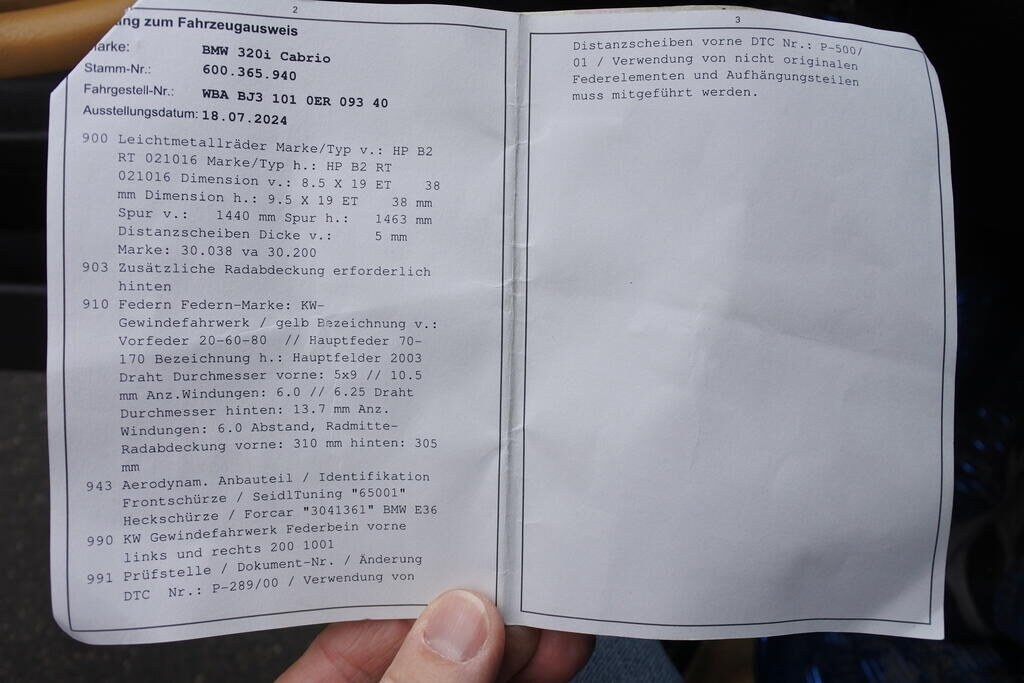 2
zum Fahrzeugausweis
Marke: BMW 320i Cabrio
Stamm-Nr.: 600.365.940
Fahrgestell-Nr.: WBA BJ3 101 0ER 093 40
Ausstellungsdatum: 18.07.2024
900 Leichtmetallräder Marke/Typ v.: HP B2
RT 021016 Marke/Typ h.: HP B2 RT
021016 Dimension v.: 8.5 X 19 ET 38
mm Dimension h.: 9.5 X 19 ET 38 mm
Spur v.: 1440 mm Spur h.: 1463 mm
Distanzscheiben Dicke v.: 5 mm
Marke: 30.038 va 30.200
903 Zusätzliche Radabdeckung erforderlich
hinten
910 Federn Federn-Marke: KW-
Gewindefahrwerk / gelb Bezeichnung v.:
Vorfeder 20-60-80 // Hauptfeder 70-
170 Bezeichnung h.: Hauptfelder 2003
Draht Durchmesser vorne: 5x9 // 10.5
mm Anz.Windungen: 6.0 // 6.25 Draht
Durchmesser hinten: 13.7 mm Anz.
Windungen: 6.0 Abstand, Radmitte-
Radabdeckung vorne: 310 mm hinten: 305
mm
943 Aerodynam. Anbauteil / Identifikation
Frontschürze / SeidlTuning "65001"
Heckschürze / Forcar "3041361" BMW E36
990 KW Gewindefahrwerk Federbein vorne
links und rechts 200 1001
991 Prüfstelle / Dokument-Nr. / Änderung
DTC Nr.: P-289/00 / Verwendung von
3
Distanzscheiben vorne DTC Nr.: P-500/
01 / Verwendung von nicht originalen
Federelementen und Aufhängungsteilen
muss mitgeführt werden.